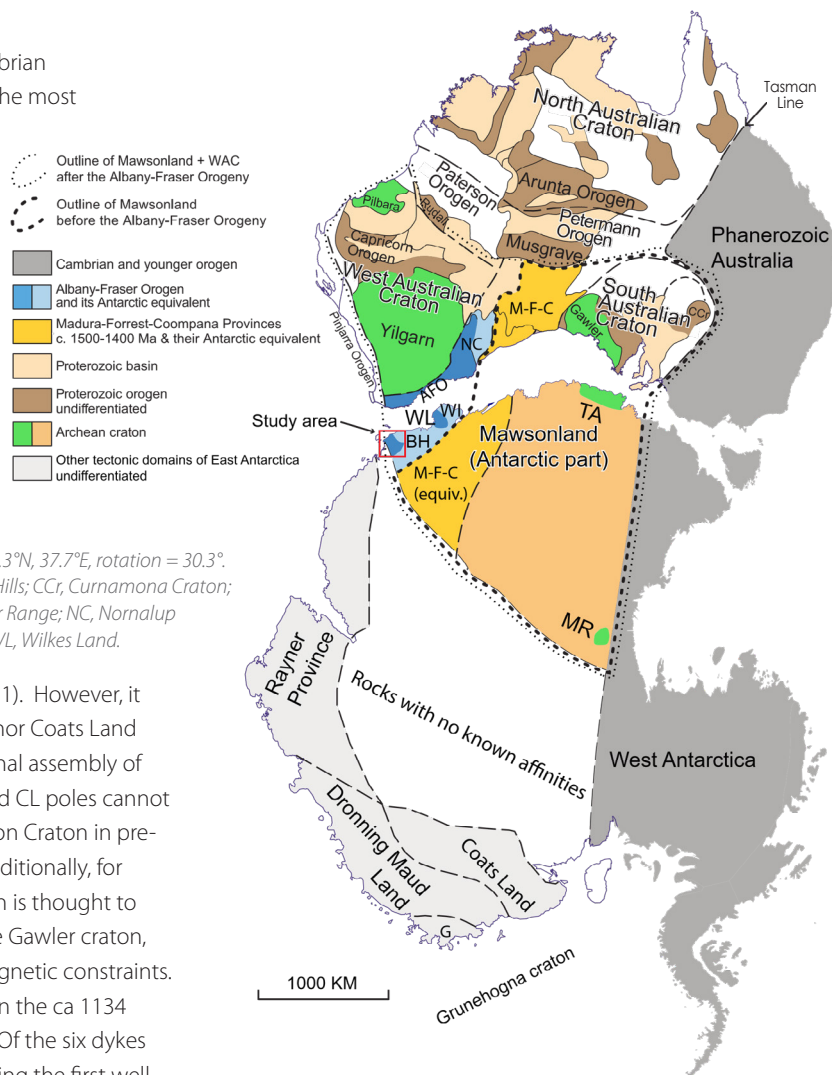 brian
he most
Outline of Mawsonland + WAC
after the Albany-Fraser Orogeny
Outline of Mawsonland
before the Albany-Fraser Orogeny
Cambrian and younger orogen
Albany-Fraser Orogen
and its Antarctic equivalent
Madura-Forrest-Coompana Provinces
c. 1500-1400 Ma & their Antarctic equivalent
Proterozoic basin
Proterozoic orogen
undifferentiated
Archean craton
Other tectonic domains of East Antarctica
undifferentiated
.3°N, 37.7°E, rotation = 30.3°.
Hills; CCr, Curnamona Craton;
r Range; NC, Nornalup
VL, Wilkes Land.
1). However, it
nor Coats Land
nal assembly of
d CL poles cannot
on Craton in pre-
ditionally, for
n is thought to
e Gawler craton,
gnetic constraints.
n the ca 1134
Of the six dykes
ing the first well
Tasman
Line
North Australian
Craton
Paterson
Orogen
Arunta Orogen
Petermann
Orogen
Pilbara
Rudall
Musgrave
Phanerozoic
Australia
Capricorn
Orogen
West Australian
Craton
M-F-C
South
Australian
Craton
Gawler
CCr
Yilgarn
NC
Pinjarra Orogen
AFO
WL
WI
Study area
BH
TA
Mawsonland
(Antarctic part)
M-F-C
(equiv.)
MR
Rayner
Province
Rocks with no known affinities
West Antarctica
Dronning Maud
Land
Coats Land
G
1000 KM
Grunehogna craton